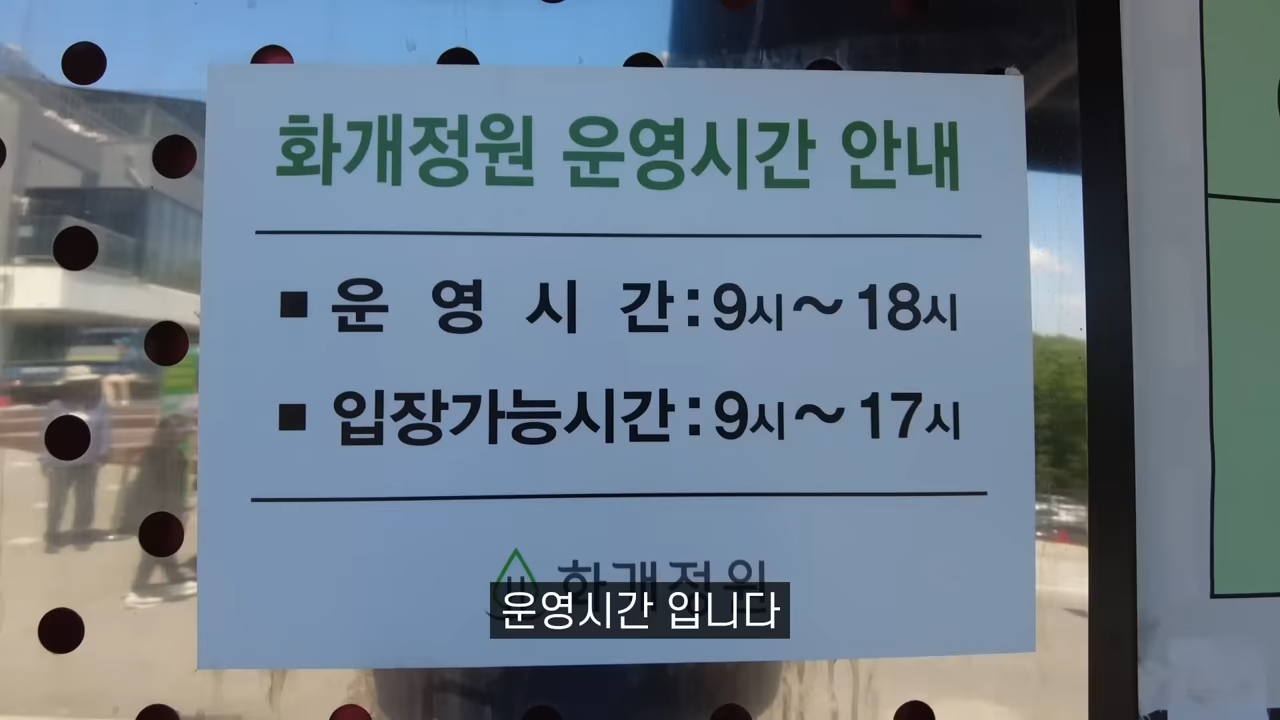 화개정원 운영시간 안내
■ 운 영 시 간:9시~18시
■ 입장가능시간:9시~17시
화개정원
운영시간 입니다